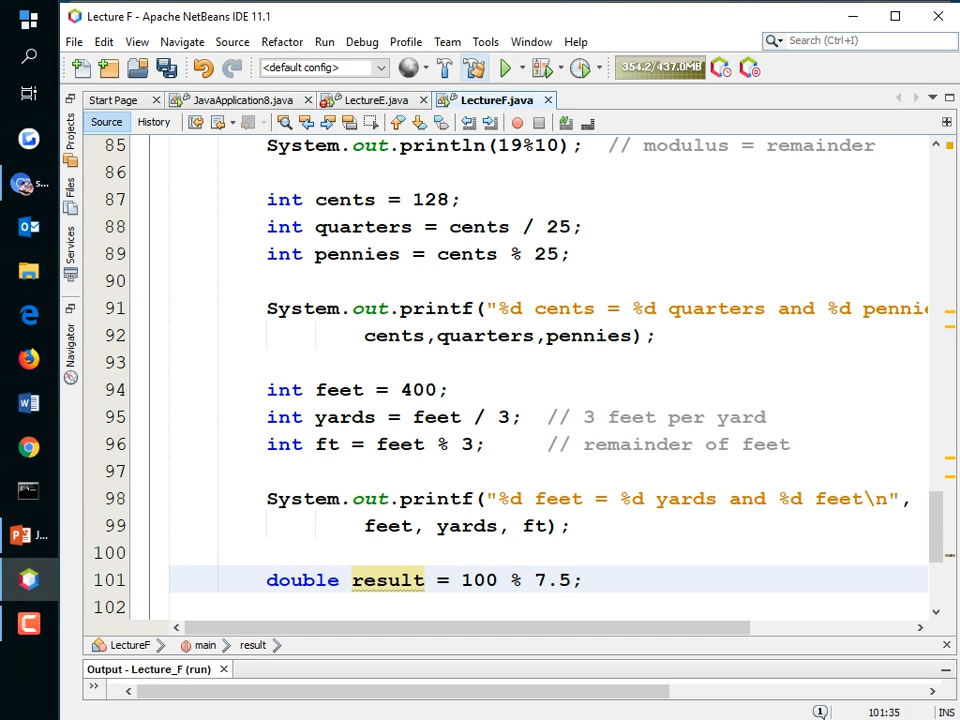 Lecture F - Apache NetBeans IDE 11.1
File Edit View Navigate Source Refactor Run Debug Profile Team Tools Window Help
Search (Ctrl+I)
<default config>
354.2/437.0MB
Start Page JavaApplication8.java LectureE.java LectureF.java
Source History
Projects
Files
Services
Navigator
s...
J...
85 System.out.println(19%10); // modulus = remainder
86
87 int cents = 128;
88 int quarters = cents / 25;
89 int pennies = cents % 25;
90
91 System.out.printf("%d cents = %d quarters and %d pennie
92 cents,quarters,pennies);
93
94 int feet = 400;
95 int yards = feet / 3; // 3 feet per yard
96 int ft = feet % 3; // remainder of feet
97
98 System.out.printf("%d feet = %d yards and %d feet\n",
99 feet, yards, ft);
100
101 double result = 100 % 7.5;
102
LectureF main result
Output - Lecture_F (run)
1 101:35 INS